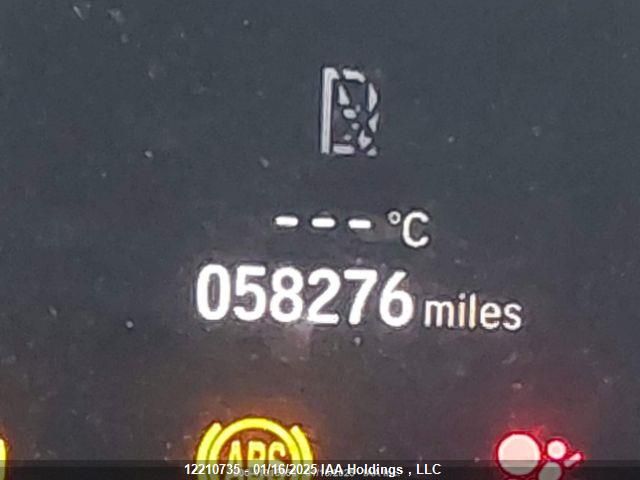 --- °C
058276 miles
ABS
12210735 - 01/16/2025 IAA Holdings , LLC